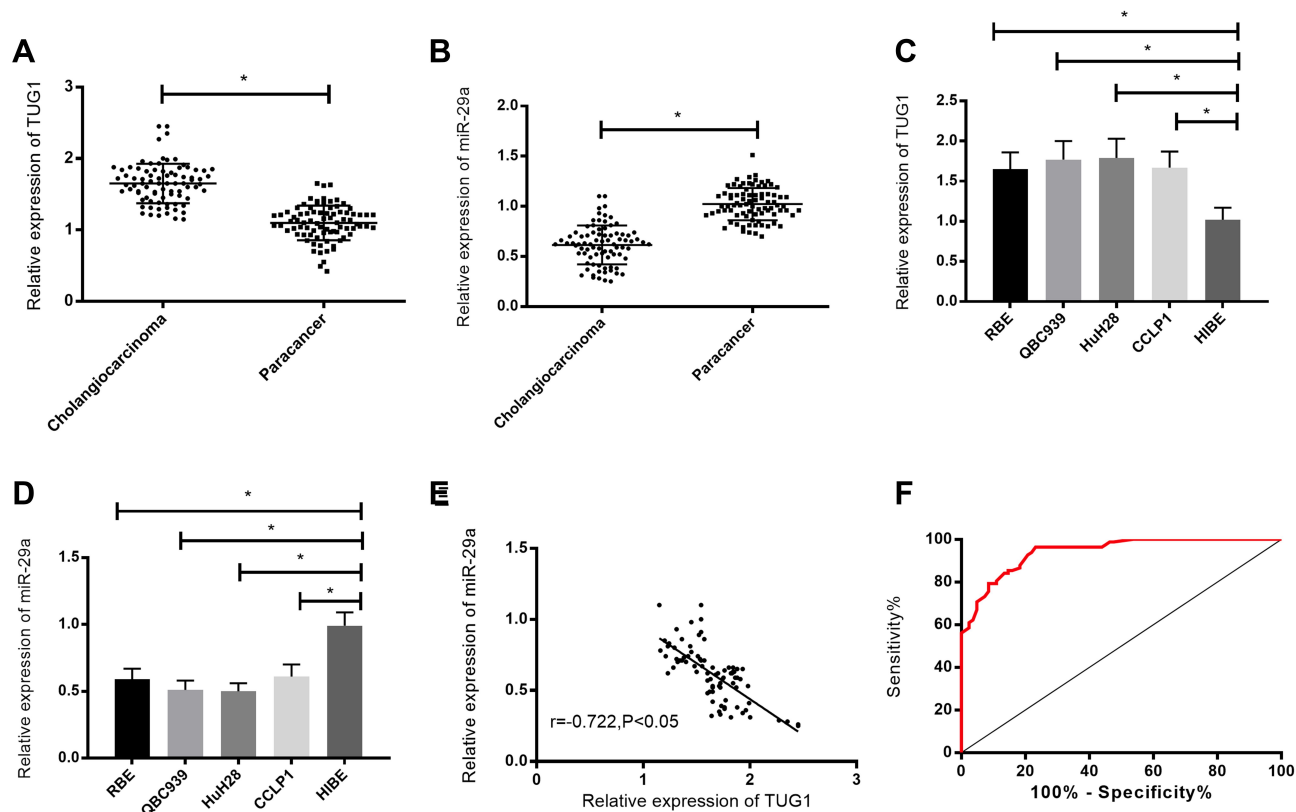 A
Relative expression of TUG1
3
2
1
0
*
Cholangiocarcinoma
Paracancer
B
Relative expression of miR-29a
2.0
1.5
1.0
0.5
0.0
*
Cholangiocarcinoma
Paracancer
C
Relative expression of TUG1
2.5
2.0
1.5
1.0
0.5
0.0
*
*
*
*
RBE
QBC939
HuH28
CCLP1
HIBE
D
Relative expression of miR-29a
1.5
1.0
0.5
0.0
*
*
*
*
RBE
QBC939
HuH28
CCLP1
HIBE
E
Relative expression of miR-29a
1.5
1.0
0.5
0.0
r=-0.722,P<0.05
0 1 2 3
Relative expression of TUG1
F
Sensitivity%
100
80
60
40
20
0
0 20 40 60 80 100
100% - Specificity%